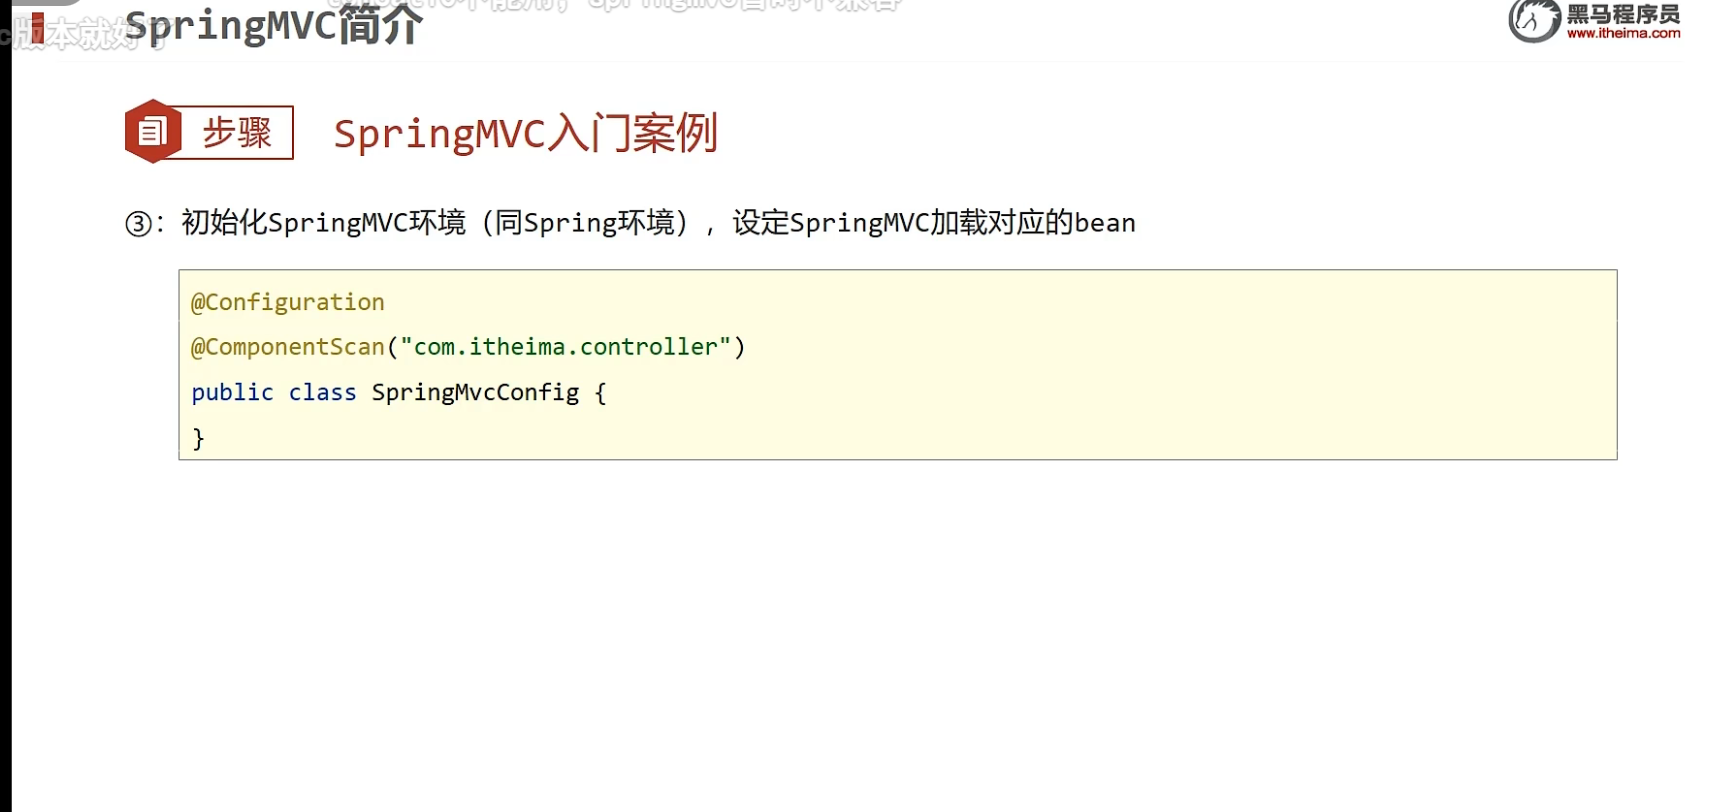 SpringMVC简介
黑马程序员
www.itheima.com
版本就好了
步骤
SpringMVC入门案例
③: 初始化SpringMVC环境（同Spring环境）, 设定SpringMVC加载对应的bean
@Configuration
@ComponentScan("com.itheima.controller")
public class SpringMvcConfig {
}